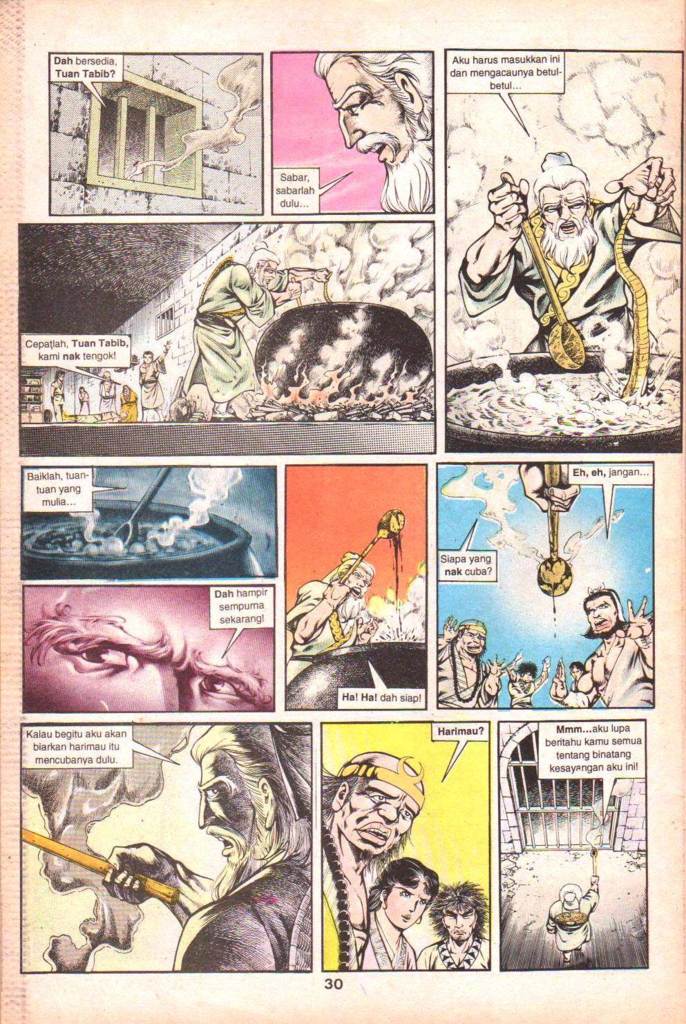 Dah bersedia,
Tuan Tabib?
Sabar,
sabarlah
dulu...
Aku harus masukkan ini
dan mengacaunya betul-
betul...
Cepatlah, Tuan Tabib,
kami nak tengok!
Baiklah, tuan-
tuan yang
mulia...
Dah hampir
sempurna
sekarang!
Ha! Ha! dah siap!
Siapa yang
nak cuba?
Eh, eh, jangan...
Kalau begitu aku akan
biarkan harimau itu
mencubanya dulu.
Harimau?
Mmm...aku lupa
beritahu kamu semua
tentang binatang
kesayangan aku ini!
30